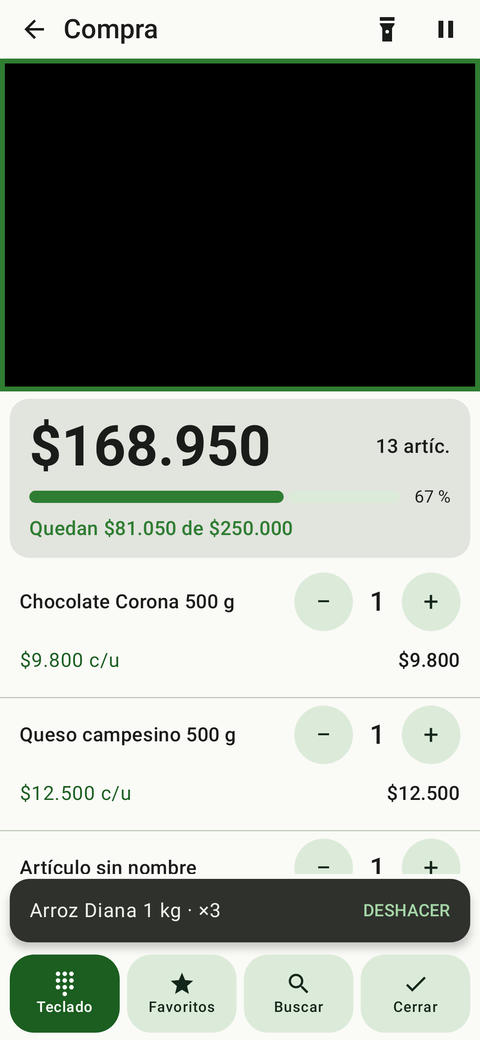 Compra
$168.950
13 artíc.
67 %
Quedan $81.050 de $250.000
Chocolate Corona 500 g
− 1 +
$9.800 c/u
$9.800
Queso campesino 500 g
− 1 +
$12.500 c/u
$12.500
Artículo sin nombre
− 1 +
Arroz Diana 1 kg · ×3
DESHACER
Teclado
Favoritos
Buscar
Cerrar